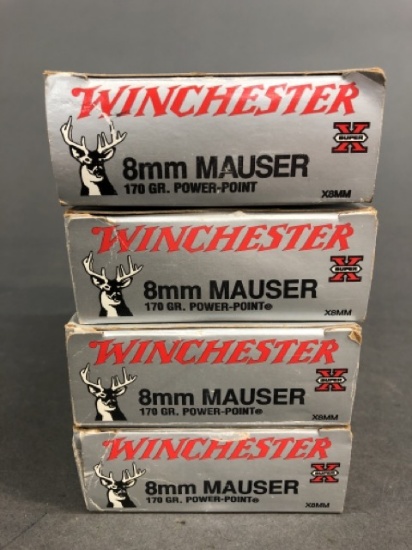 WINCHESTER
X
SUPER
8mm MAUSER
170 GR. POWER-POINT
X8MM
WINCHESTER
X
SUPER
8mm MAUSER
170 GR. POWER-POINT®
X8MM
WINCHESTER
X
SUPER
8mm MAUSER
170 GR. POWER-POINT®
X8MM
WINCHESTER
X
SUPER
8mm MAUSER
170 GR. POWER-POINT®
X8MM